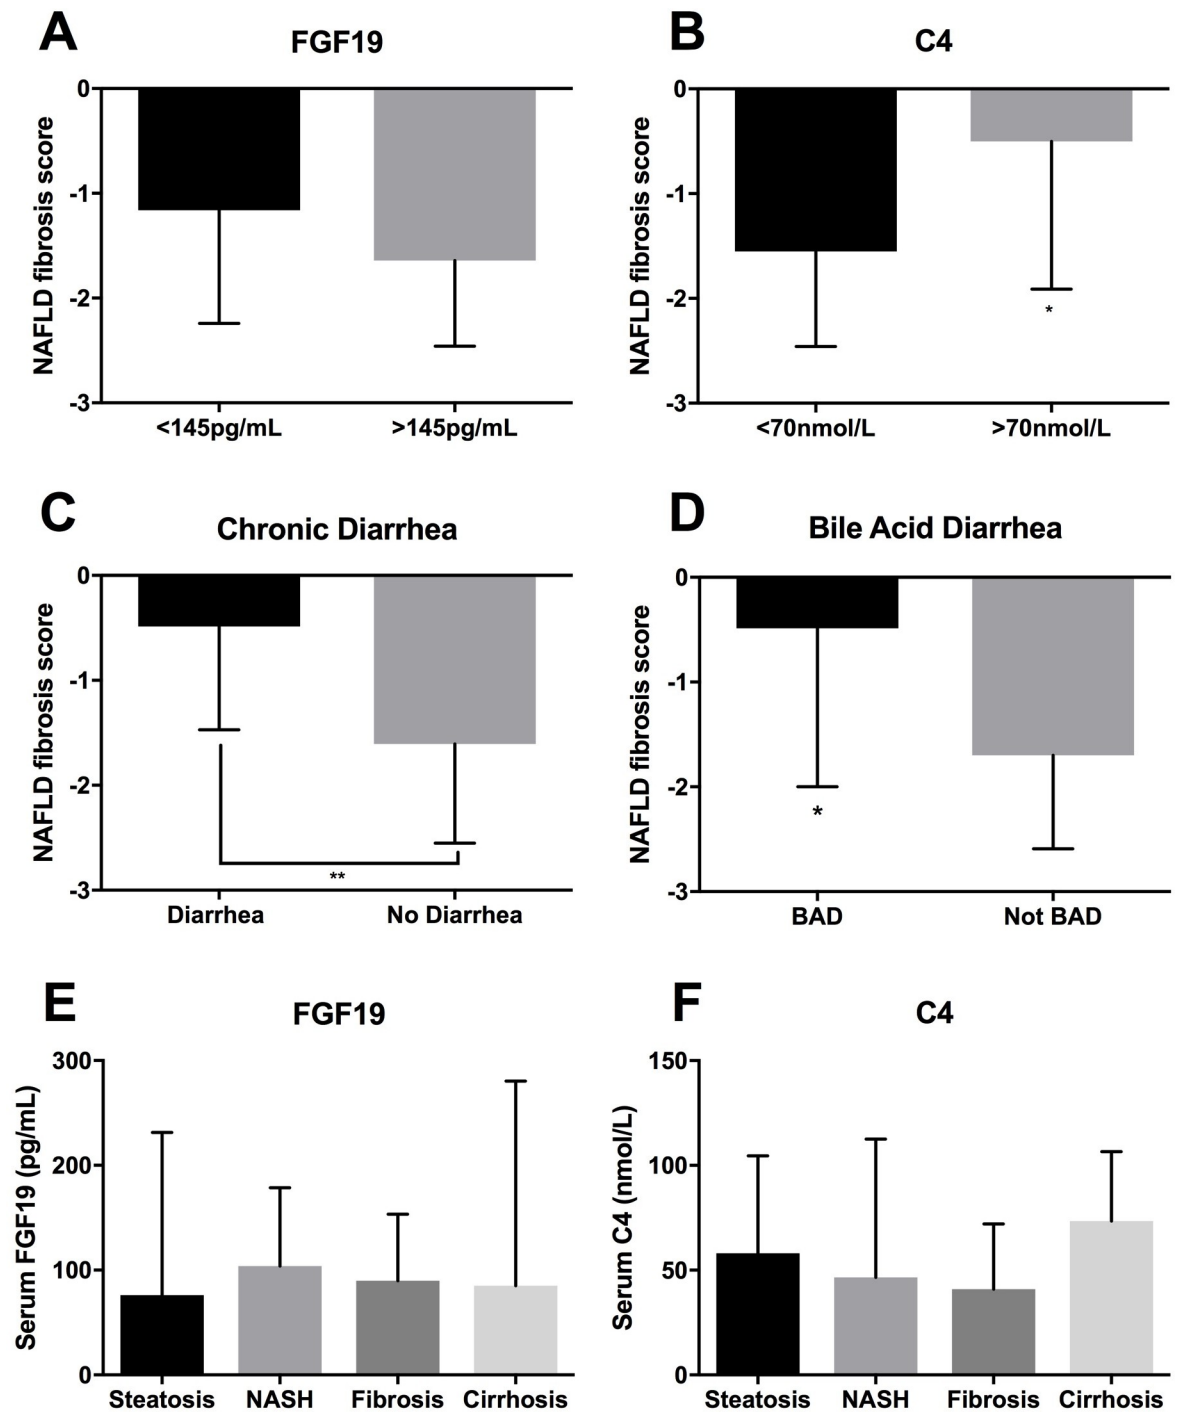 A
FGF19
NAFLD fibrosis score
0
-1
-2
-3
<145pg/mL
>145pg/mL
B
C4
NAFLD fibrosis score
0
-1
-2
-3
*
<70nmol/L
>70nmol/L
C
Chronic Diarrhea
NAFLD fibrosis score
0
-1
-2
-3
**
Diarrhea
No Diarrhea
D
Bile Acid Diarrhea
NAFLD fibrosis score
0
-1
-2
-3
*
BAD
Not BAD
E
FGF19
Serum FGF19 (pg/mL)
300
200
100
0
Steatosis
NASH
Fibrosis
Cirrhosis
F
C4
Serum C4 (nmol/L)
150
100
50
0
Steatosis
NASH
Fibrosis
Cirrhosis